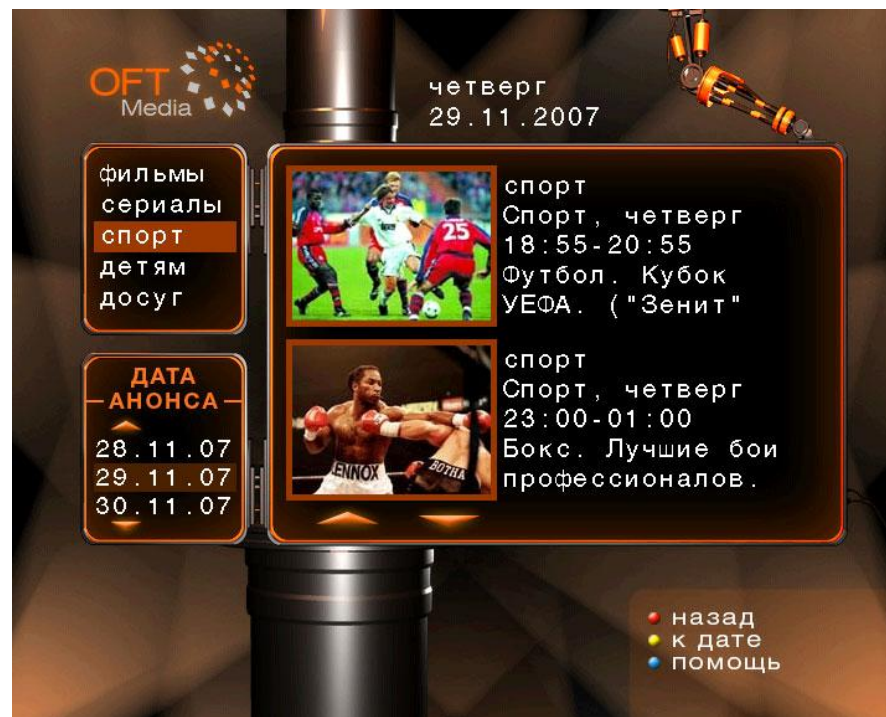 OFT
Media
четверг
29.11.2007
фильмы
сериалы
спорт
детям
досуг
ДАТА
АНОНСА
28.11.07
29.11.07
30.11.07
спорт
Спорт, четверг
18:55-20:55
Футбол. Кубок
УЕФА. ("Зенит"
25
спорт
Спорт, четверг
23:00-01:00
Бокс. Лучшие бои
профессионалов.
LENNOX
BOTHA
назад
к дате
помощь